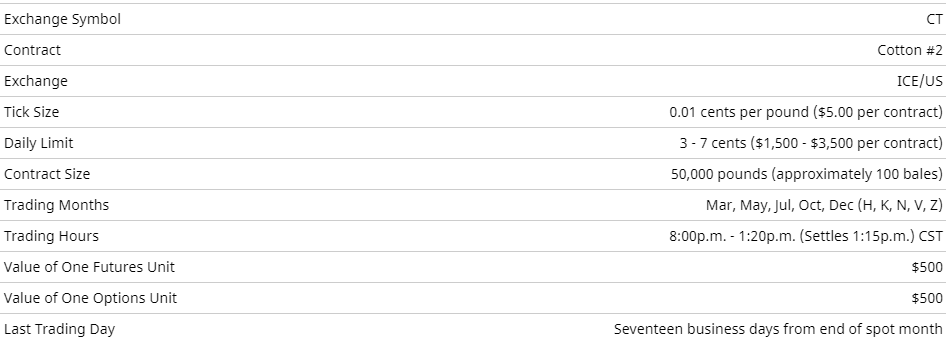 Exchange Symbol CT
Contract Cotton #2
Exchange ICE/US
Tick Size 0.01 cents per pound ($5.00 per contract)
Daily Limit 3 - 7 cents ($1,500 - $3,500 per contract)
Contract Size 50,000 pounds (approximately 100 bales)
Trading Months Mar, May, Jul, Oct, Dec (H, K, N, V, Z)
Trading Hours 8:00p.m. - 1:20p.m. (Settles 1:15p.m.) CST
Value of One Futures Unit $500
Value of One Options Unit $500
Last Trading Day Seventeen business days from end of spot month